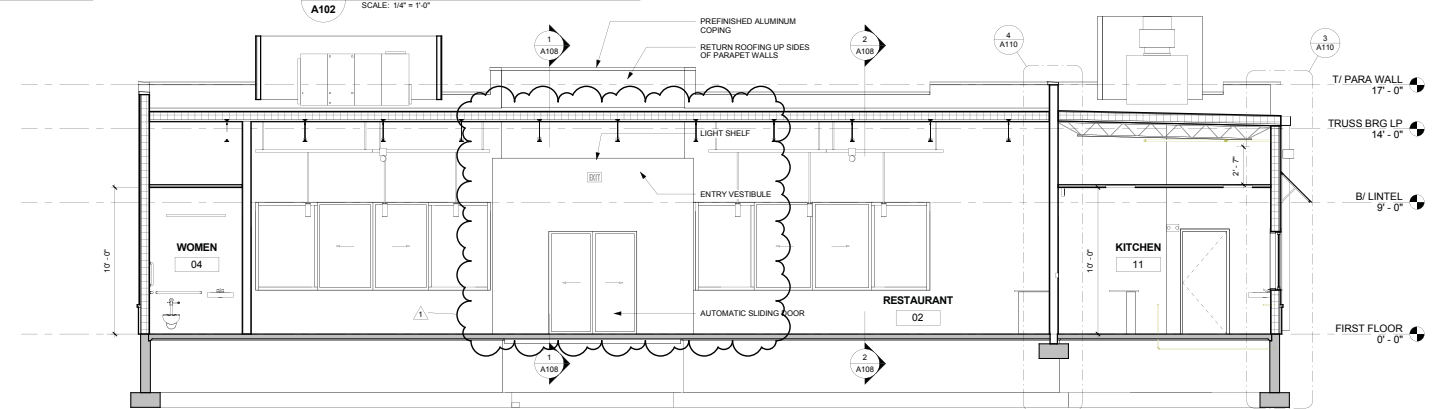 A102
SCALE: 1/4" = 1'-0"
PREFINISHED ALUMINUM
COPING
RETURN ROOFING UP SIDES
OF PARAPET WALLS
1
A108
2
A108
4
A110
3
A110
T/ PARA WALL
17' - 0"
TRUSS BRG LP
14' - 0"
LIGHT SHELF
EXIT
ENTRY VESTIBULE
2' - 7"
B/ LINTEL
9' - 0"
10' - 0"
WOMEN
04
KITCHEN
11
10' - 0"
RESTAURANT
02
1
AUTOMATIC SLIDING DOOR
FIRST FLOOR
0' - 0"
1
A108
2
A108